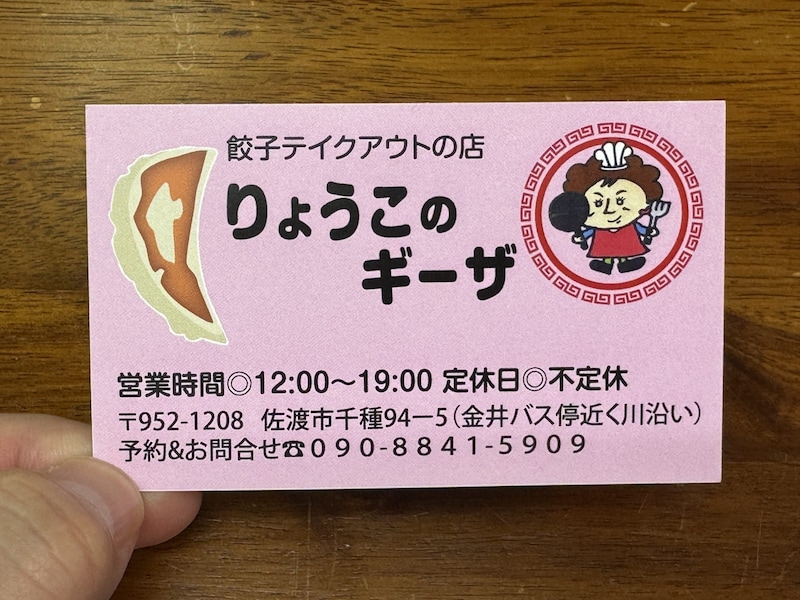 餃子テイクアウトの店
りょうこの
ギーザ
営業時間◎12:00～19:00 定休日◎不定休
〒952-1208 佐渡市千種94ー5(金井バス停近く川沿い)
予約&お問合せ☎090-8841-5909